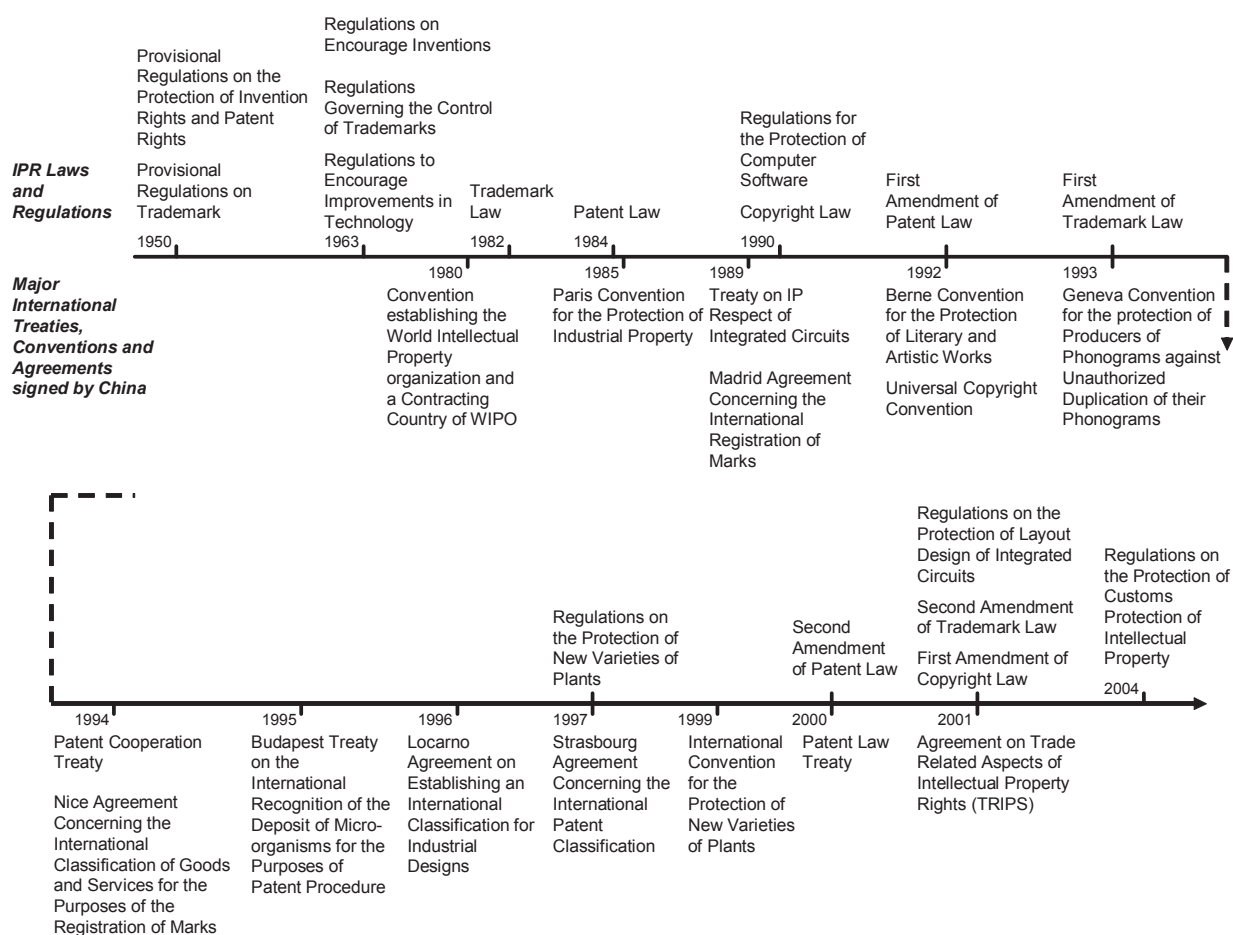 IPR Laws
and
Regulations
Provisional
Regulations on the
Protection of Invention
Rights and Patent
Rights
Provisional
Regulations on
Trademark
1950
Regulations on
Encourage Inventions
Regulations
Governing the Control
of Trademarks
Regulations to
Encourage
Improvements in
Technology
1963
Trademark
Law
1982
Patent Law
1984
Regulations for
the Protection of
Computer
Software
Copyright Law
1990
First
Amendment of
Patent Law
First
Amendment of
Trademark Law
Major
International
Treaties,
Conventions and
Agreements
signed by China
1980
Convention
establishing the
World Intellectual
Property
organization and
a Contracting
Country of WIPO
1985
Paris Convention
for the Protection of
Industrial Property
1989
Treaty on IP
Respect of
Integrated Circuits
Madrid Agreement
Concerning the
International
Registration of
Marks
1992
Berne Convention
for the Protection
of Literary and
Artistic Works
Universal Copyright
Convention
1993
Geneva Convention
for the protection of
Producers of
Phonograms against
Unauthorized
Duplication of their
Phonograms
Regulations on
the Protection of
New Varieties of
Plants
Second
Amendment
of Patent Law
Regulations on the
Protection of Layout
Design of Integrated
Circuits
Second Amendment
of Trademark Law
First Amendment of
Copyright Law
Regulations on
the Protection of
Customs
Protection of
Intellectual
Property
2004
1994
Patent Cooperation
Treaty
Nice Agreement
Concerning the
International
Classification of Goods
and Services for the
Purposes of the
Registration of Marks
1995
Budapest Treaty
on the
International
Recognition of the
Deposit of Micro-
organisms for the
Purposes of
Patent Procedure
1996
Locarno
Agreement on
Establishing an
International
Classification for
Industrial
Designs
1997
Strasbourg
Agreement
Concerning the
International
Patent
Classification
1999
International
Convention
for the
Protection of
New Varieties
of Plants
2000
Patent Law
Treaty
2001
Agreement on Trade
Related Aspects of
Intellectual Property
Rights (TRIPS)